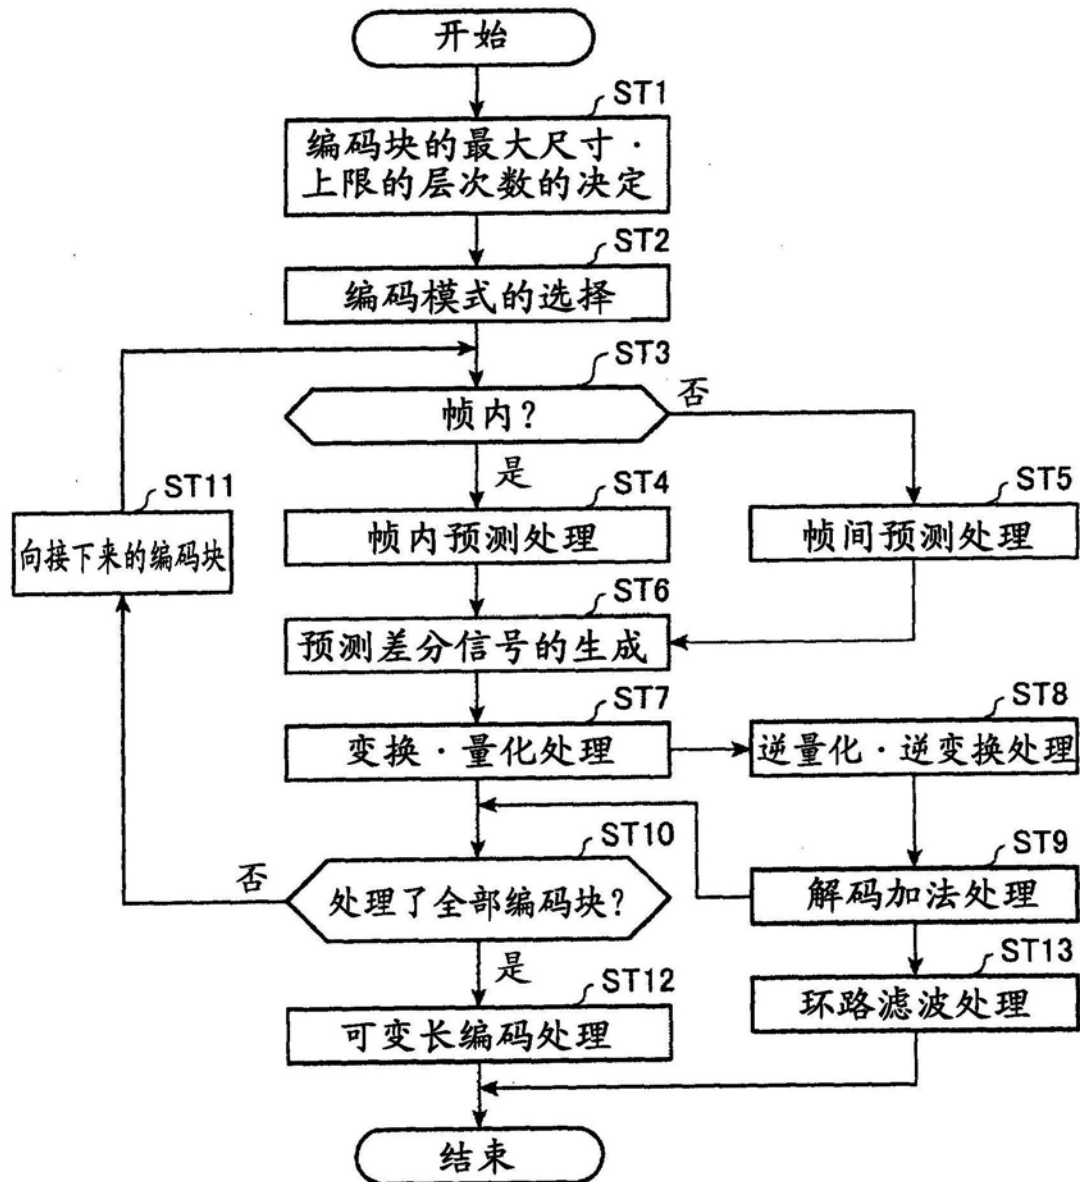 开始
ST1
编码块的最大尺寸·
上限的层次数的决定
ST2
编码模式的选择
ST3
帧内？
否
是
ST4
帧内预测处理
ST5
帧间预测处理
ST11
向接下来的编码块
ST6
预测差分信号的生成
ST7
变换·量化处理
ST8
逆量化·逆变换处理
ST10
处理了全部编码块？
否
是
ST9
解码加法处理
ST12
可变长编码处理
ST13
环路滤波处理
结束